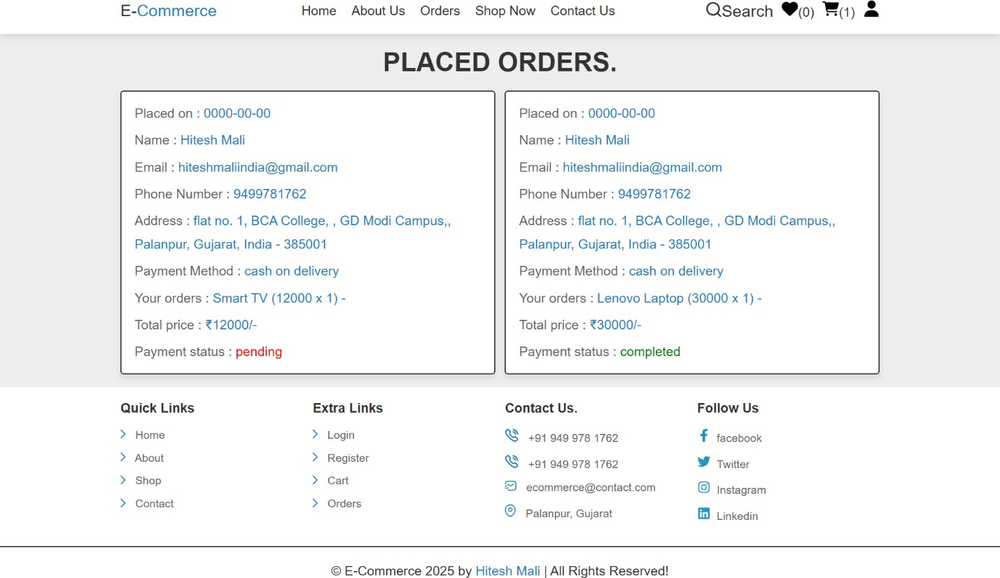 E-Commerce
Home About Us Orders Shop Now Contact Us
Search (0) (1)
PLACED ORDERS.
Placed on : 0000-00-00
Name : Hitesh Mali
Email : hiteshmaliindia@gmail.com
Phone Number : 9499781762
Address : flat no. 1, BCA College, , GD Modi Campus,,
Palanpur, Gujarat, India - 385001
Payment Method : cash on delivery
Your orders : Smart TV (12000 x 1) -
Total price : ₹12000/-
Payment status : pending
Placed on : 0000-00-00
Name : Hitesh Mali
Email : hiteshmaliindia@gmail.com
Phone Number : 9499781762
Address : flat no. 1, BCA College, , GD Modi Campus,,
Palanpur, Gujarat, India - 385001
Payment Method : cash on delivery
Your orders : Lenovo Laptop (30000 x 1) -
Total price : ₹30000/-
Payment status : completed
Quick Links
Home
About
Shop
Contact
Extra Links
Login
Register
Cart
Orders
Contact Us.
+91 949 978 1762
+91 949 978 1762
ecommerce@contact.com
Palanpur, Gujarat
Follow Us
facebook
Twitter
Instagram
Linkedin
© E-Commerce 2025 by Hitesh Mali | All Rights Reserved!